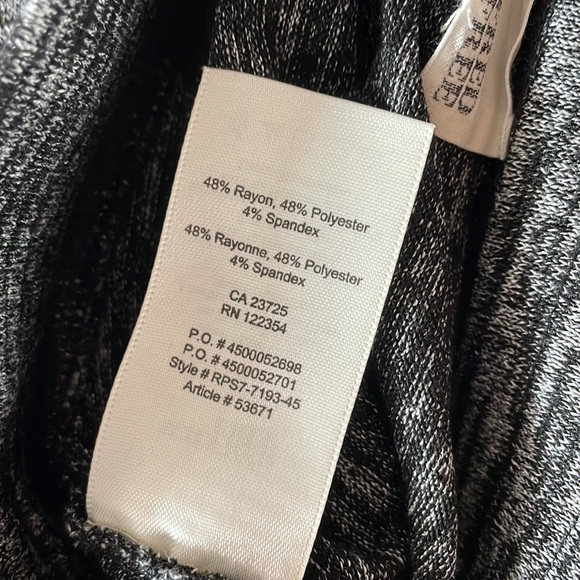 48% Rayon, 48% Polyester
4% Spandex
48% Rayonne, 48% Polyester
4% Spandex
CA 23725
RN 122354
P.O. # 4500052698
P.O. # 4500052701
Style # RPS7-7193-45
Article # 53671